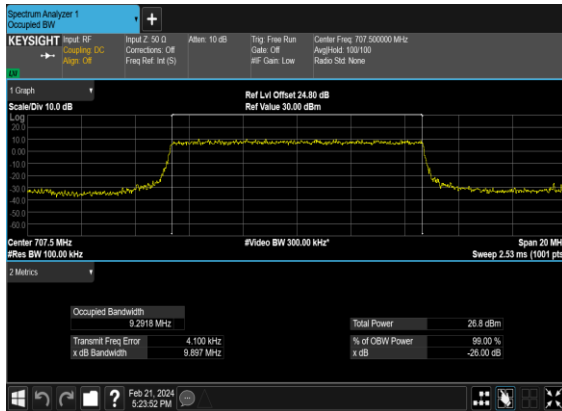 Spectrum Analyzer 1
Occupied BW
+
KEYSIGHT Input: RF Input Z: 50 Ω Atten: 10 dB Trig: Free Run Center Freq: 707.500000 MHz
Coupling: DC Corrections: Off Gate: Off Avg|Hold: 100/100
Align: Off Freq Ref: Int (S) #IF Gain: Low Radio Std: None
1 Graph
Scale/Div 10.0 dB Ref Lvl Offset 24.80 dB
Ref Value 30.00 dBm
Log
20.0
10.0
0.00
-10.0
-20.0
-30.0
-40.0
-50.0
-60.0
Center 707.5 MHz #Video BW 300.00 kHz* Span 20 MH
#Res BW 100.00 kHz Sweep 2.53 ms (1001 pts
2 Metrics
Occupied Bandwidth
9.2918 MHz Total Power 26.8 dBm
Transmit Freq Error 4.100 kHz % of OBW Power 99.00 %
x dB Bandwidth 9.897 MHz x dB -26.00 dB
? Feb 21, 2024
5:23:52 PM